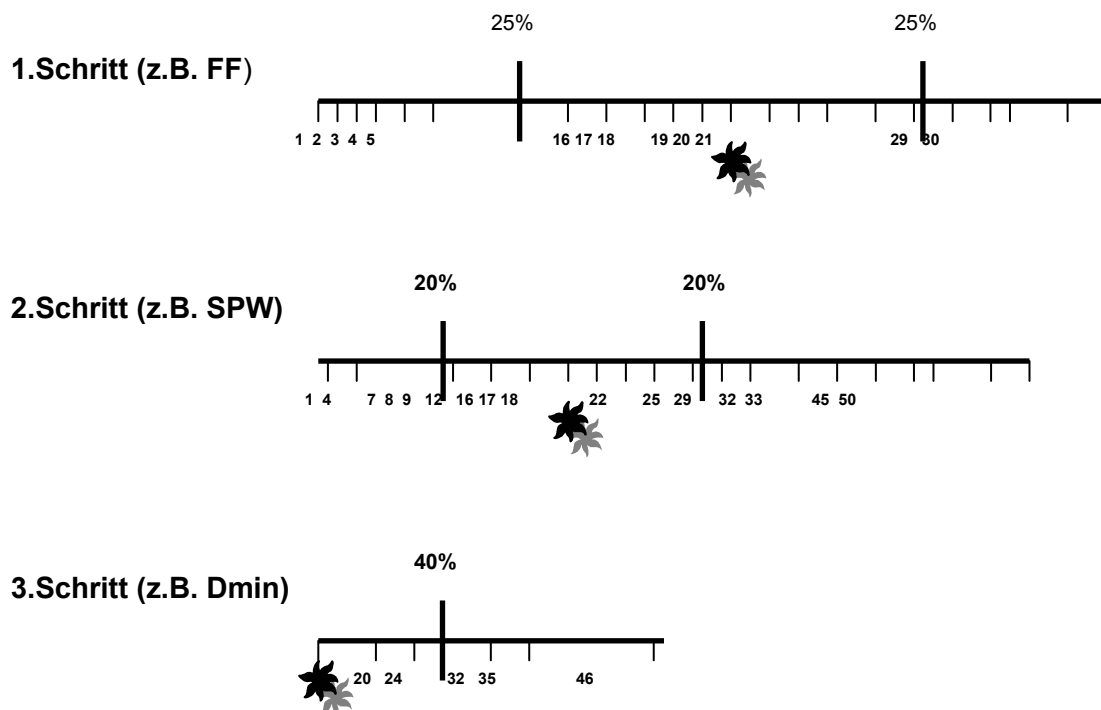 25% 25%
1.Schritt (z.B. FF)
1 2 3 4 5 16 17 18 19 20 21 29 30
20% 20%
2.Schritt (z.B. SPW)
1 4 7 8 9 12 16 17 18 22 25 29 32 33 45 50
40%
3.Schritt (z.B. Dmin)
20 24 32 35 46